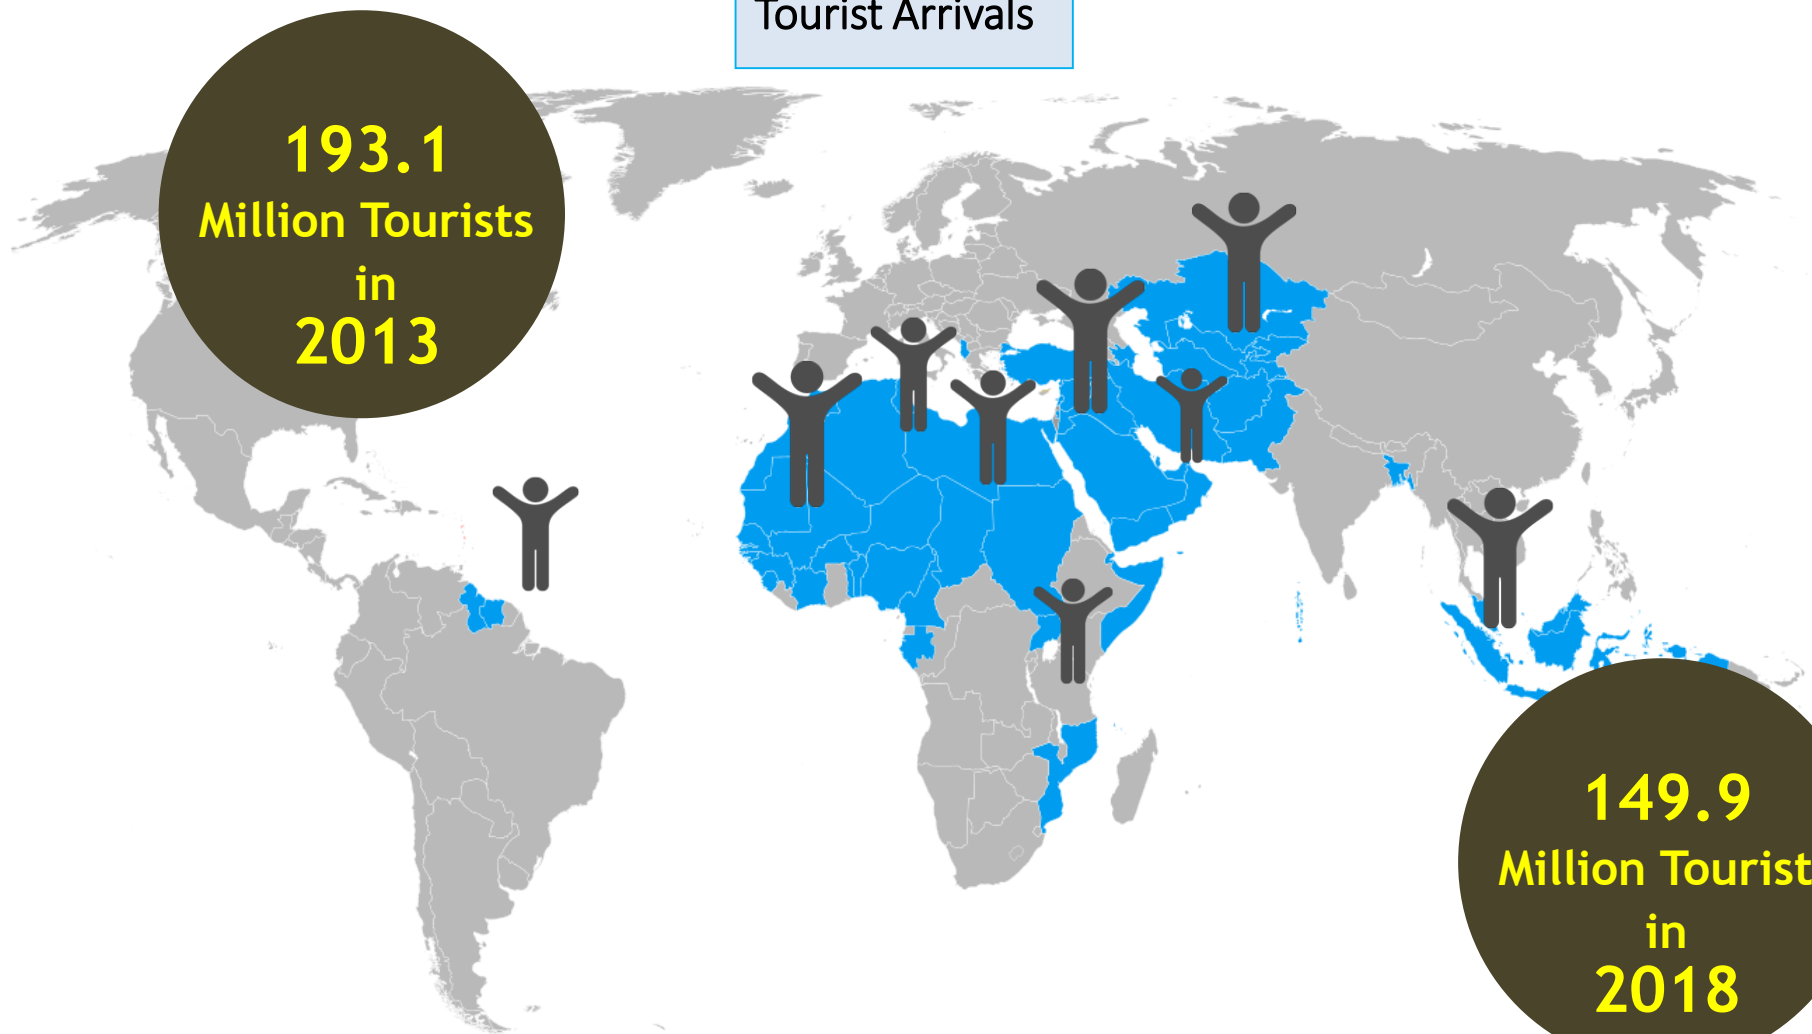 Tourist Arrivals
193.1
Million Tourists
in
2013
149.9
Million Tourist
in
2018